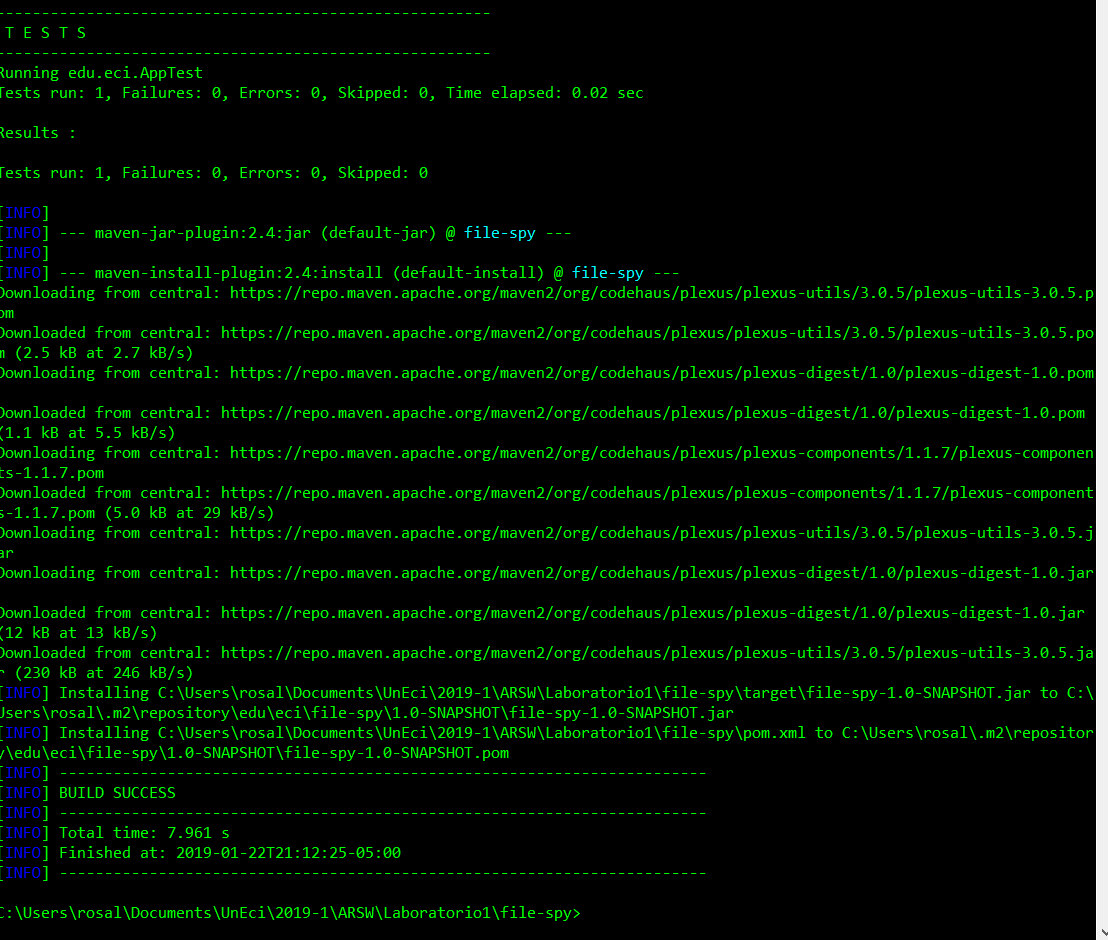 -------------------------------------------------------
T E S T S
-------------------------------------------------------
Running edu.eci.AppTest
Tests run: 1, Failures: 0, Errors: 0, Skipped: 0, Time elapsed: 0.02 sec
Results :
Tests run: 1, Failures: 0, Errors: 0, Skipped: 0
[INFO]
[INFO] --- maven-jar-plugin:2.4:jar (default-jar) @ file-spy ---
[INFO]
[INFO] --- maven-install-plugin:2.4:install (default-install) @ file-spy ---
Downloading from central: https://repo.maven.apache.org/maven2/org/codehaus/plexus/plexus-utils/3.0.5/plexus-utils-3.0.5.p
om
Downloaded from central: https://repo.maven.apache.org/maven2/org/codehaus/plexus/plexus-utils/3.0.5/plexus-utils-3.0.5.po
m (2.5 kB at 2.7 kB/s)
Downloading from central: https://repo.maven.apache.org/maven2/org/codehaus/plexus/plexus-digest/1.0/plexus-digest-1.0.pom
Downloaded from central: https://repo.maven.apache.org/maven2/org/codehaus/plexus/plexus-digest/1.0/plexus-digest-1.0.pom
(1.1 kB at 5.5 kB/s)
Downloading from central: https://repo.maven.apache.org/maven2/org/codehaus/plexus/plexus-components/1.1.7/plexus-componen
ts-1.1.7.pom
Downloaded from central: https://repo.maven.apache.org/maven2/org/codehaus/plexus/plexus-components/1.1.7/plexus-component
s-1.1.7.pom (5.0 kB at 29 kB/s)
Downloading from central: https://repo.maven.apache.org/maven2/org/codehaus/plexus/plexus-utils/3.0.5/plexus-utils-3.0.5.j
ar
Downloading from central: https://repo.maven.apache.org/maven2/org/codehaus/plexus/plexus-digest/1.0/plexus-digest-1.0.jar
Downloaded from central: https://repo.maven.apache.org/maven2/org/codehaus/plexus/plexus-digest/1.0/plexus-digest-1.0.jar
(12 kB at 13 kB/s)
Downloaded from central: https://repo.maven.apache.org/maven2/org/codehaus/plexus/plexus-utils/3.0.5/plexus-utils-3.0.5.ja
r (230 kB at 246 kB/s)
[INFO] Installing C:\Users\rosal\Documents\UnEci\2019-1\ARSW\Laboratorio1\file-spy\target\file-spy-1.0-SNAPSHOT.jar to C:\
Users\rosal\.m2\repository\edu\eci\file-spy\1.0-SNAPSHOT\file-spy-1.0-SNAPSHOT.jar
[INFO] Installing C:\Users\rosal\Documents\UnEci\2019-1\ARSW\Laboratorio1\file-spy\pom.xml to C:\Users\rosal\.m2\repositor
y\edu\eci\file-spy\1.0-SNAPSHOT\file-spy-1.0-SNAPSHOT.pom
[INFO] ------------------------------------------------------------------------
[INFO] BUILD SUCCESS
[INFO] ------------------------------------------------------------------------
[INFO] Total time: 7.961 s
[INFO] Finished at: 2019-01-22T21:12:25-05:00
[INFO] ------------------------------------------------------------------------
C:\Users\rosal\Documents\UnEci\2019-1\ARSW\Laboratorio1\file-spy>